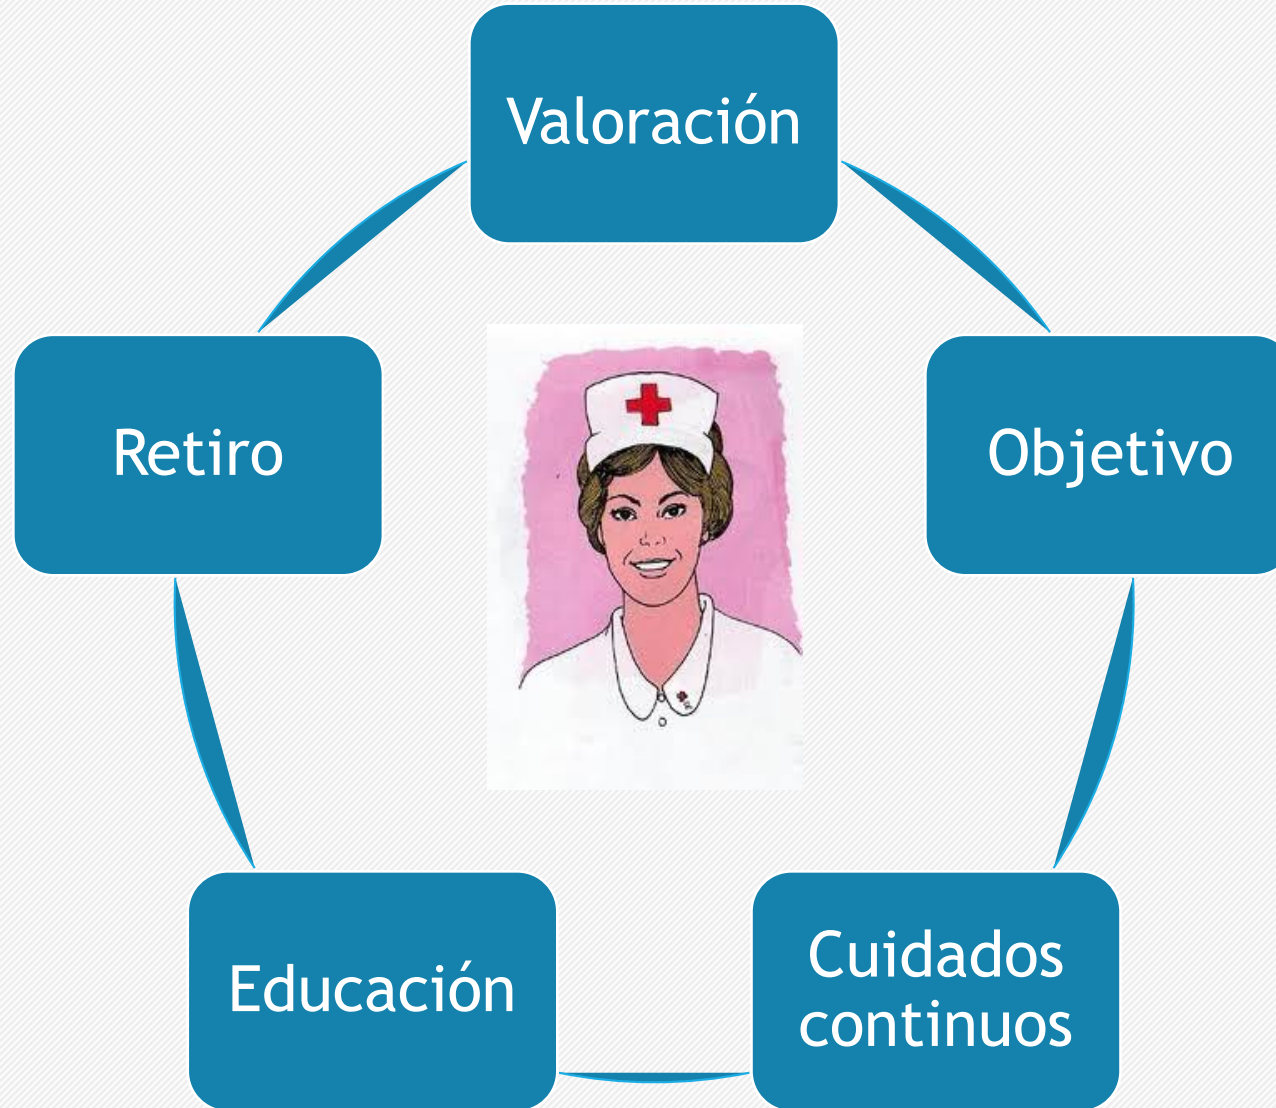 Valoración
Objetivo
Cuidados
continuos
Educación
Retiro